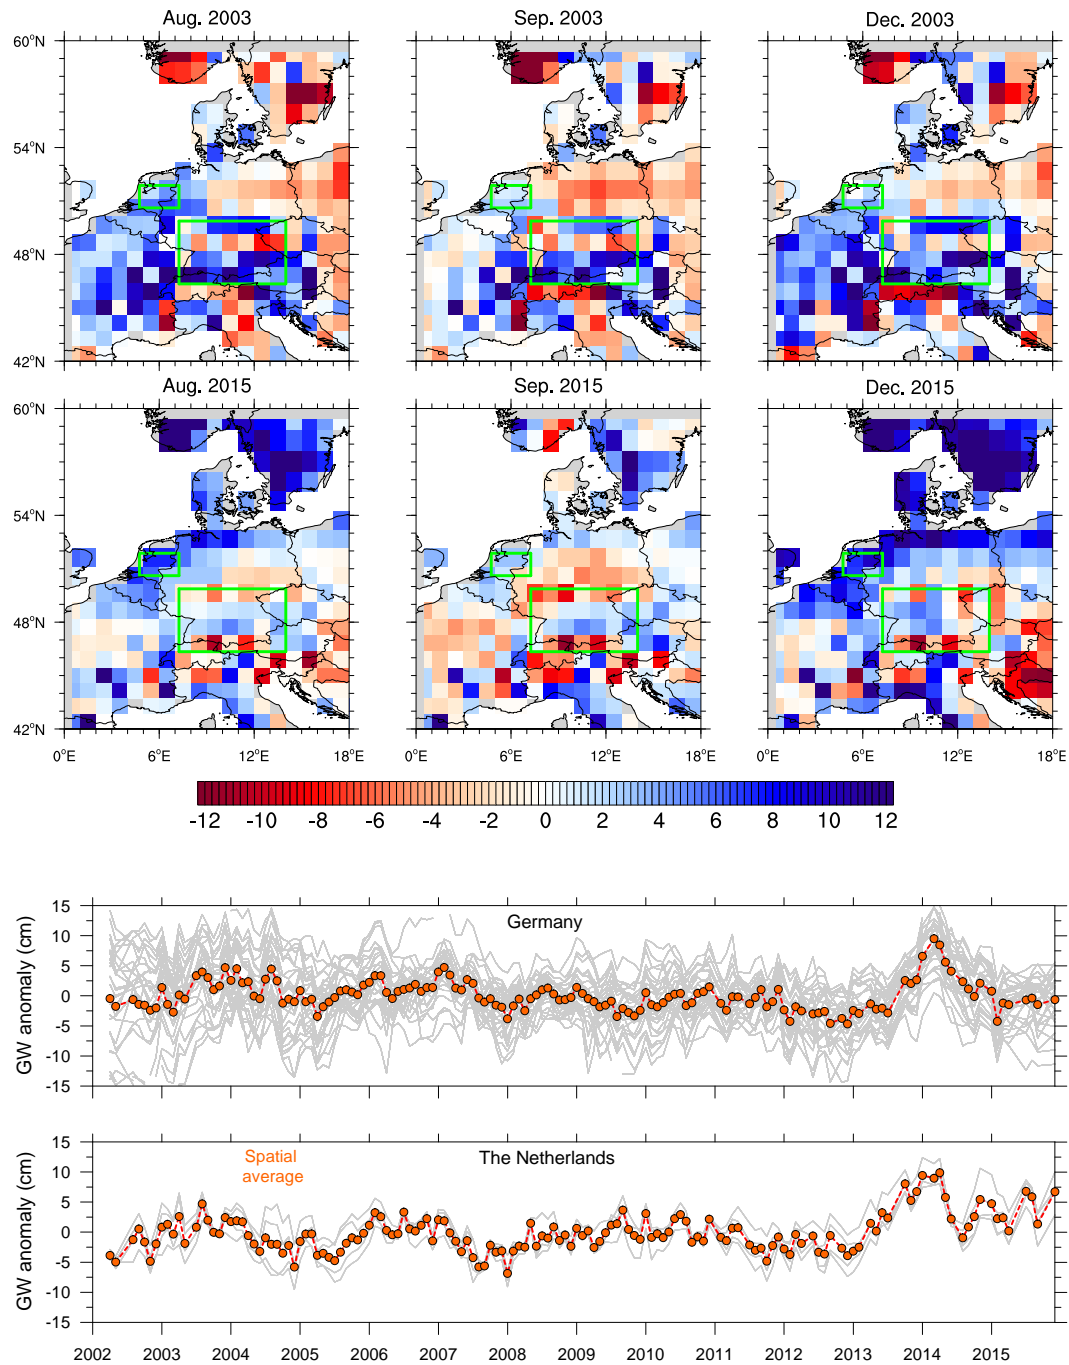 Aug. 2003 Sep. 2003 Dec. 2003
60°N
54°N
48°N
42°N
Aug. 2015 Sep. 2015 Dec. 2015
60°N
54°N
48°N
42°N
0°E 6°E 12°E 18°E 0°E 6°E 12°E 18°E 0°E 6°E 12°E 18°E
-12 -10 -8 -6 -4 -2 0 2 4 6 8 10 12
GW anomaly (cm)
15
10
5
0
-5
-10
-15
Germany
GW anomaly (cm)
15
10
5
0
-5
-10
-15
Spatial
average
The Netherlands
2002 2003 2004 2005 2006 2007 2008 2009 2010 2011 2012 2013 2014 2015